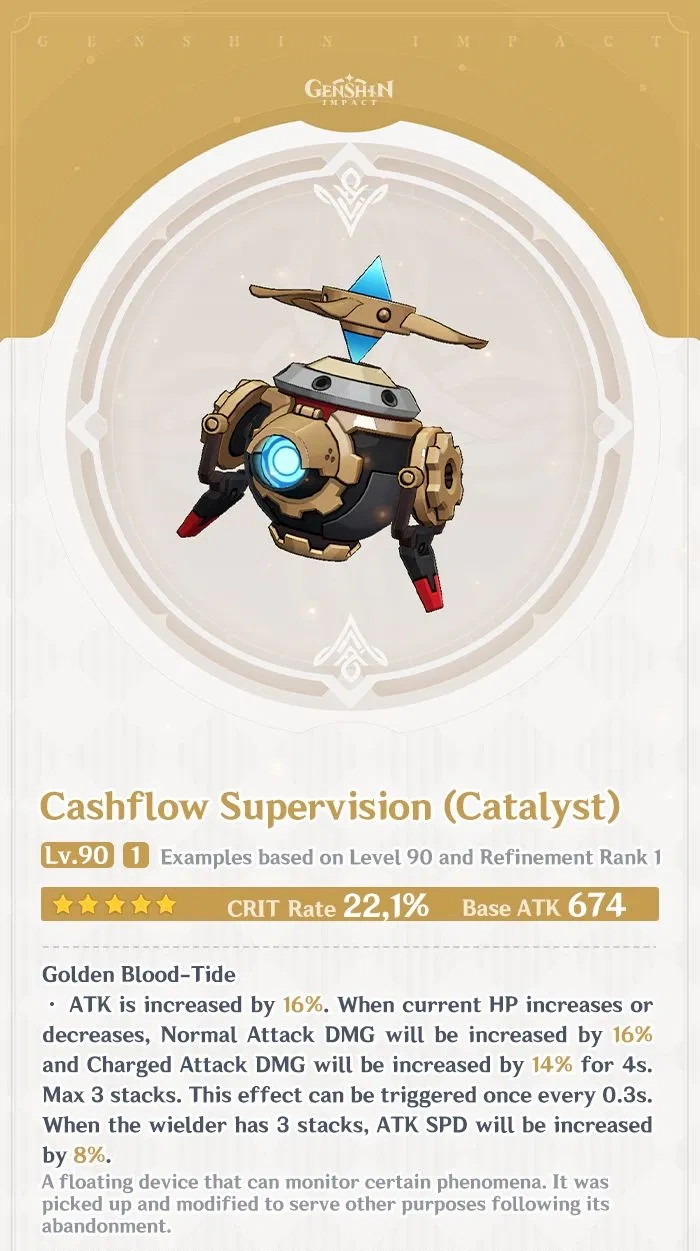 GENSHIN IMPACT
GENSHIN
IMPACT
Cashflow Supervision (Catalyst)
Lv.90 1 Examples based on Level 90 and Refinement Rank 1
CRIT Rate 22,1% Base ATK 674
Golden Blood-Tide
· ATK is increased by 16%. When current HP increases or
decreases, Normal Attack DMG will be increased by 16%
and Charged Attack DMG will be increased by 14% for 4s.
Max 3 stacks. This effect can be triggered once every 0.3s.
When the wielder has 3 stacks, ATK SPD will be increased
by 8%.
A floating device that can monitor certain phenomena. It was
picked up and modified to serve other purposes following its
abandonment.